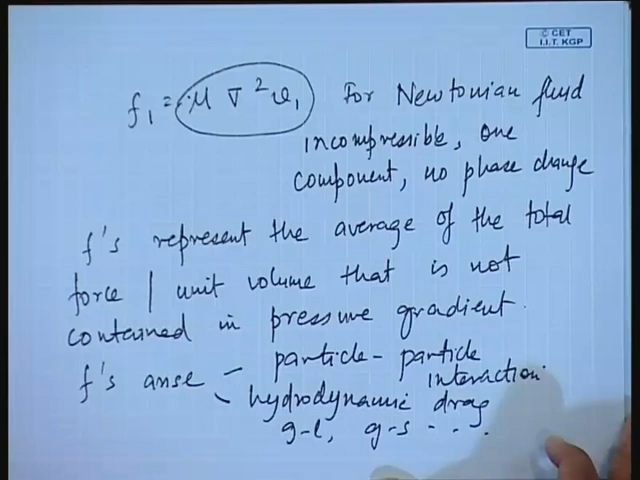 © CET
I.I.T. KGP
f₁ = μ ∇²v₁ For Newtonian fluid
incompressible, one
component, no phase change
f's represent the average of the total
force | unit volume that is not
contained in pressure gradient.
f's arise – particle – particle
interaction.
– hydrodynamic drag
g-l, g-s - - .